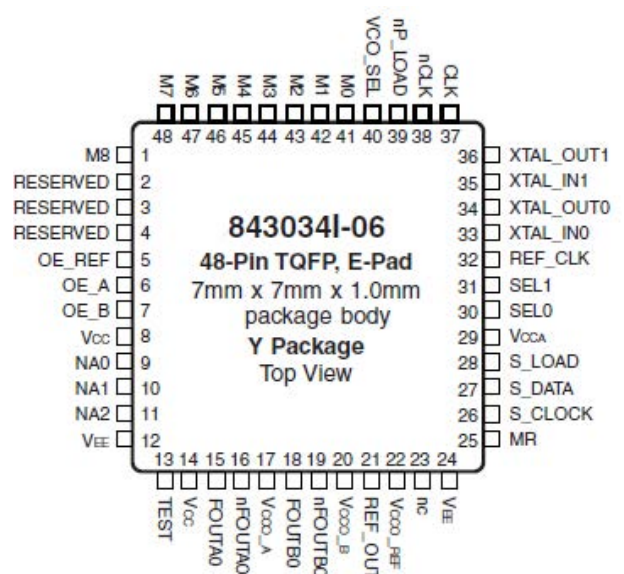 M7 M6 M5 M4 M3 M2 M1 M0 VCO_SEL nP_LOAD nCLK CLK
48 47 46 45 44 43 42 41 40 39 38 37
M8 1
RESERVED 2
RESERVED 3
RESERVED 4
OE_REF 5
OE_A 6
OE_B 7
VCC 8
NA0 9
NA1 10
NA2 11
VEE 12
843034I-06
48-Pin TQFP, E-Pad
7mm x 7mm x 1.0mm
package body
Y Package
Top View
36 XTAL_OUT1
35 XTAL_IN1
34 XTAL_OUT0
33 XTAL_IN0
32 REF_CLK
31 SEL1
30 SEL0
29 VCCA
28 S_LOAD
27 S_DATA
26 S_CLOCK
25 MR
13 14 15 16 17 18 19 20 21 22 23 24
TEST VCC FOUTA0 nFOUTA0 VCCO_A FOUTB0 nFOUTB0 VCCO_B REF_OUT VCCO_REF nc VEE